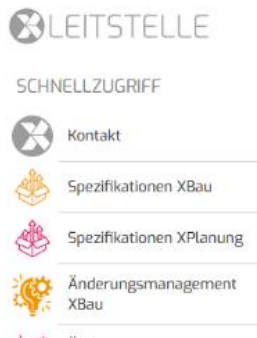 LEITSTELLE
SCHNELLZUGRIFF
Kontakt
Spezifikationen XBau
Spezifikationen XPlanung
Änderungsmanagement
XBau